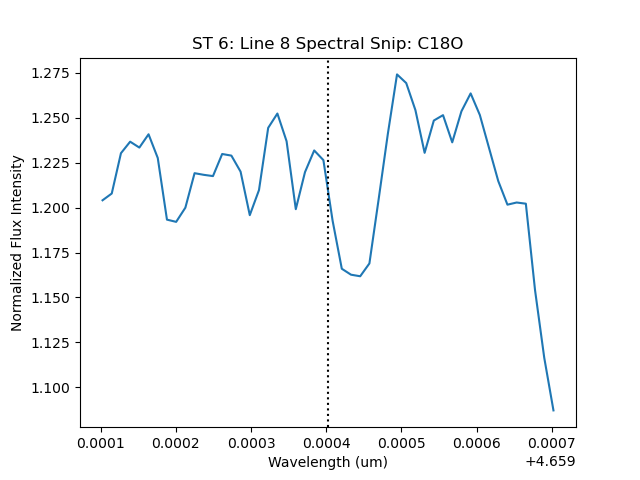 ST 6: Line 8 Spectral Snip: C18O
Normalized Flux Intensity
1.275
1.250
1.225
1.200
1.175
1.150
1.125
1.100
0.0001 0.0002 0.0003 0.0004 0.0005 0.0006 0.0007
Wavelength (um)
+4.659